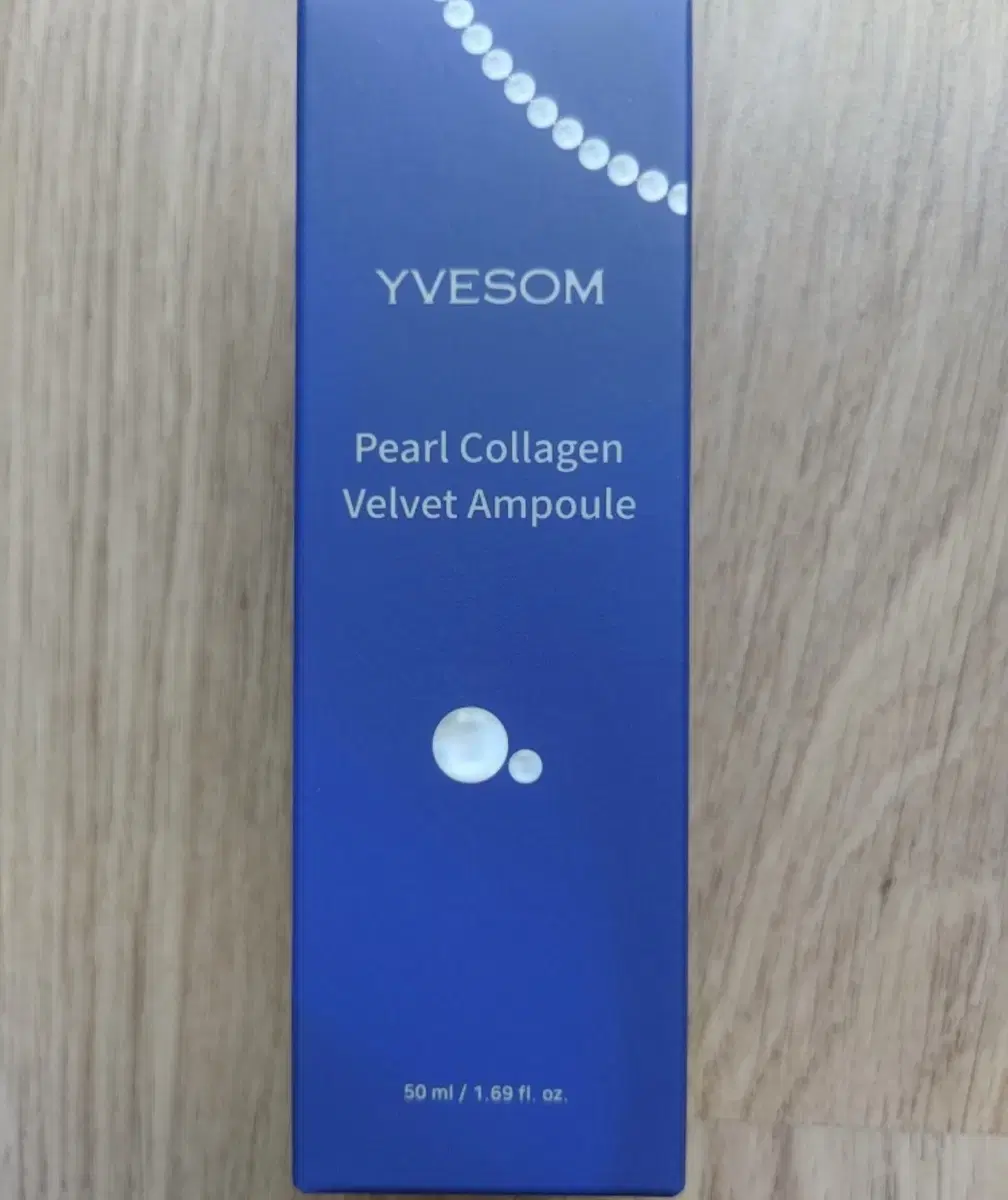 YVESOM
Pearl Collagen
Velvet Ampoule
50 ml / 1.69 fl. oz.